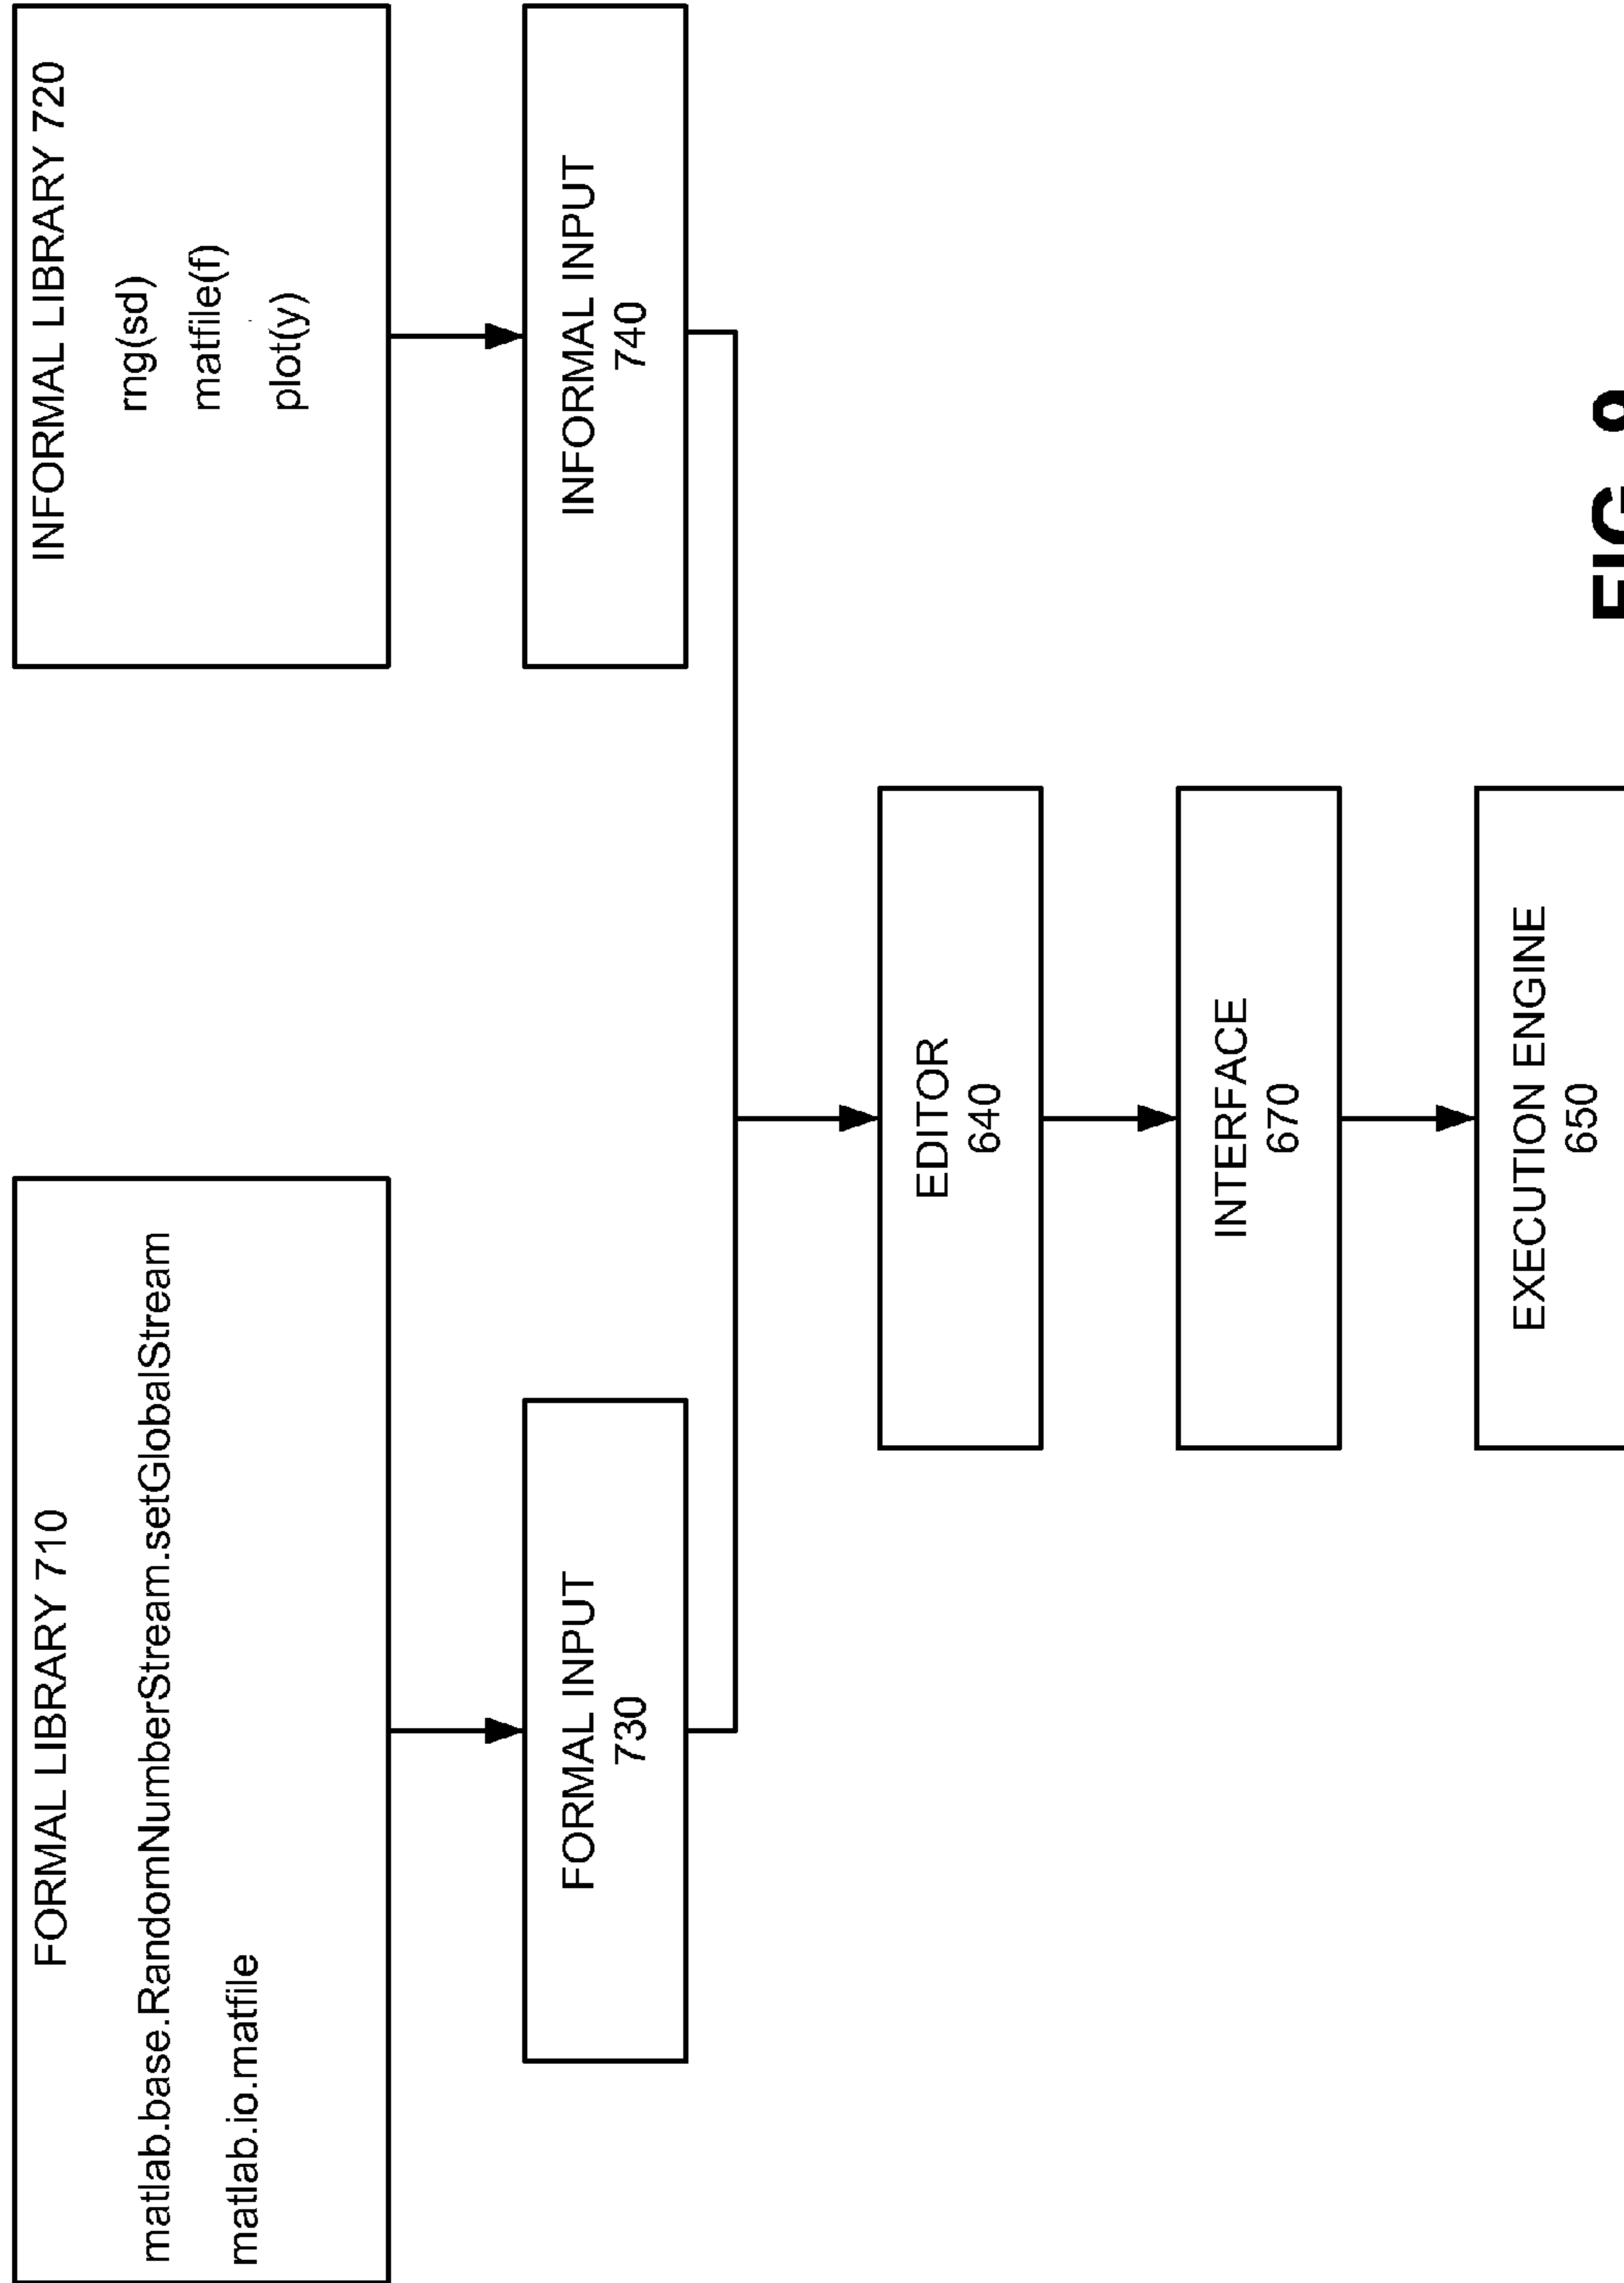 FORMAL LIBRARY 710
matlab.base.RandomNumberStream.setGlobalStream
matlab.io.matfile
INFORMAL LIBRARY 720
rng(sd)
matfile(f)
plot(y)
FORMAL INPUT
730
INFORMAL INPUT
740
EDITOR
640
INTERFACE
670
EXECUTION ENGINE
650
FIG.